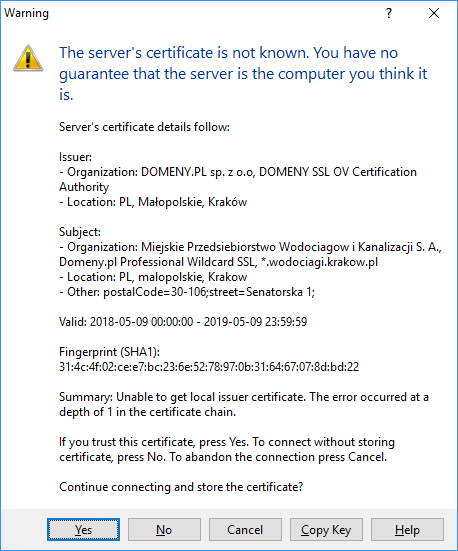 Warning
?
The server's certificate is not known. You have no
guarantee that the server is the computer you think it
is.
Server's certificate details follow:
Issuer:
- Organization: DOMENY.PL sp. z o.o, DOMENY SSL OV Certification
Authority
- Location: PL, Małopolskie, Kraków
Subject:
- Organization: Miejskie Przedsiebiorstwo Wodociagow i Kanalizacji S. A.,
Domeny.pl Professional Wildcard SSL, *.wodociagi.krakow.pl
- Location: PL, malopolskie, Krakow
- Other: postalCode=30-106;street=Senatorska 1;
Valid: 2018-05-09 00:00:00 - 2019-05-09 23:59:59
Fingerprint (SHA1):
31:4c:4f:02:ce:e7:bc:23:6e:52:78:97:0b:31:64:67:07:8d:bd:22
Summary: Unable to get local issuer certificate. The error occurred at a
depth of 1 in the certificate chain.
If you trust this certificate, press Yes. To connect without storing
certificate, press No. To abandon the connection press Cancel.
Continue connecting and store the certificate?
Yes No Cancel Copy Key Help